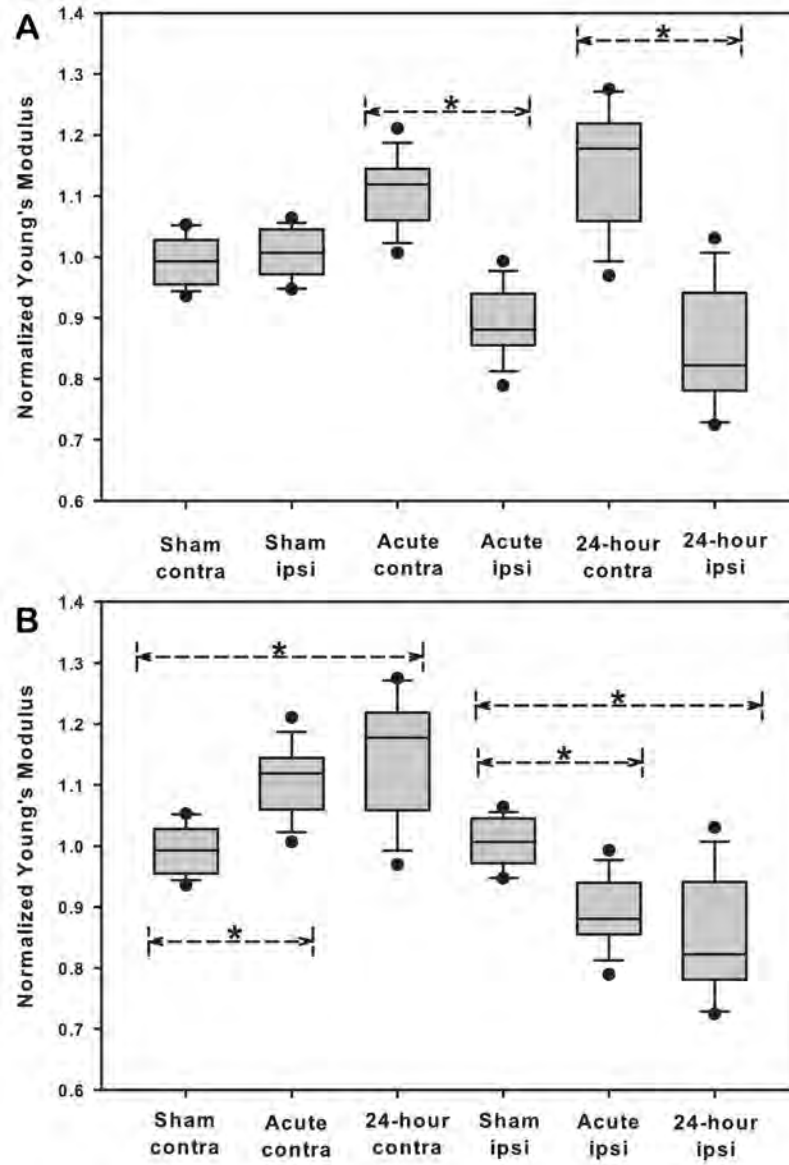 A
Normalized Young's Modulus
1.4
1.3
1.2
1.1
1.0
0.9
0.8
0.7
0.6
*
*
Sham contra
Sham ipsi
Acute contra
Acute ipsi
24-hour contra
24-hour ipsi
B
Normalized Young's Modulus
1.4
1.3
1.2
1.1
1.0
0.9
0.8
0.7
0.6
*
*
*
*
Sham contra
Acute contra
24-hour contra
Sham ipsi
Acute ipsi
24-hour ipsi